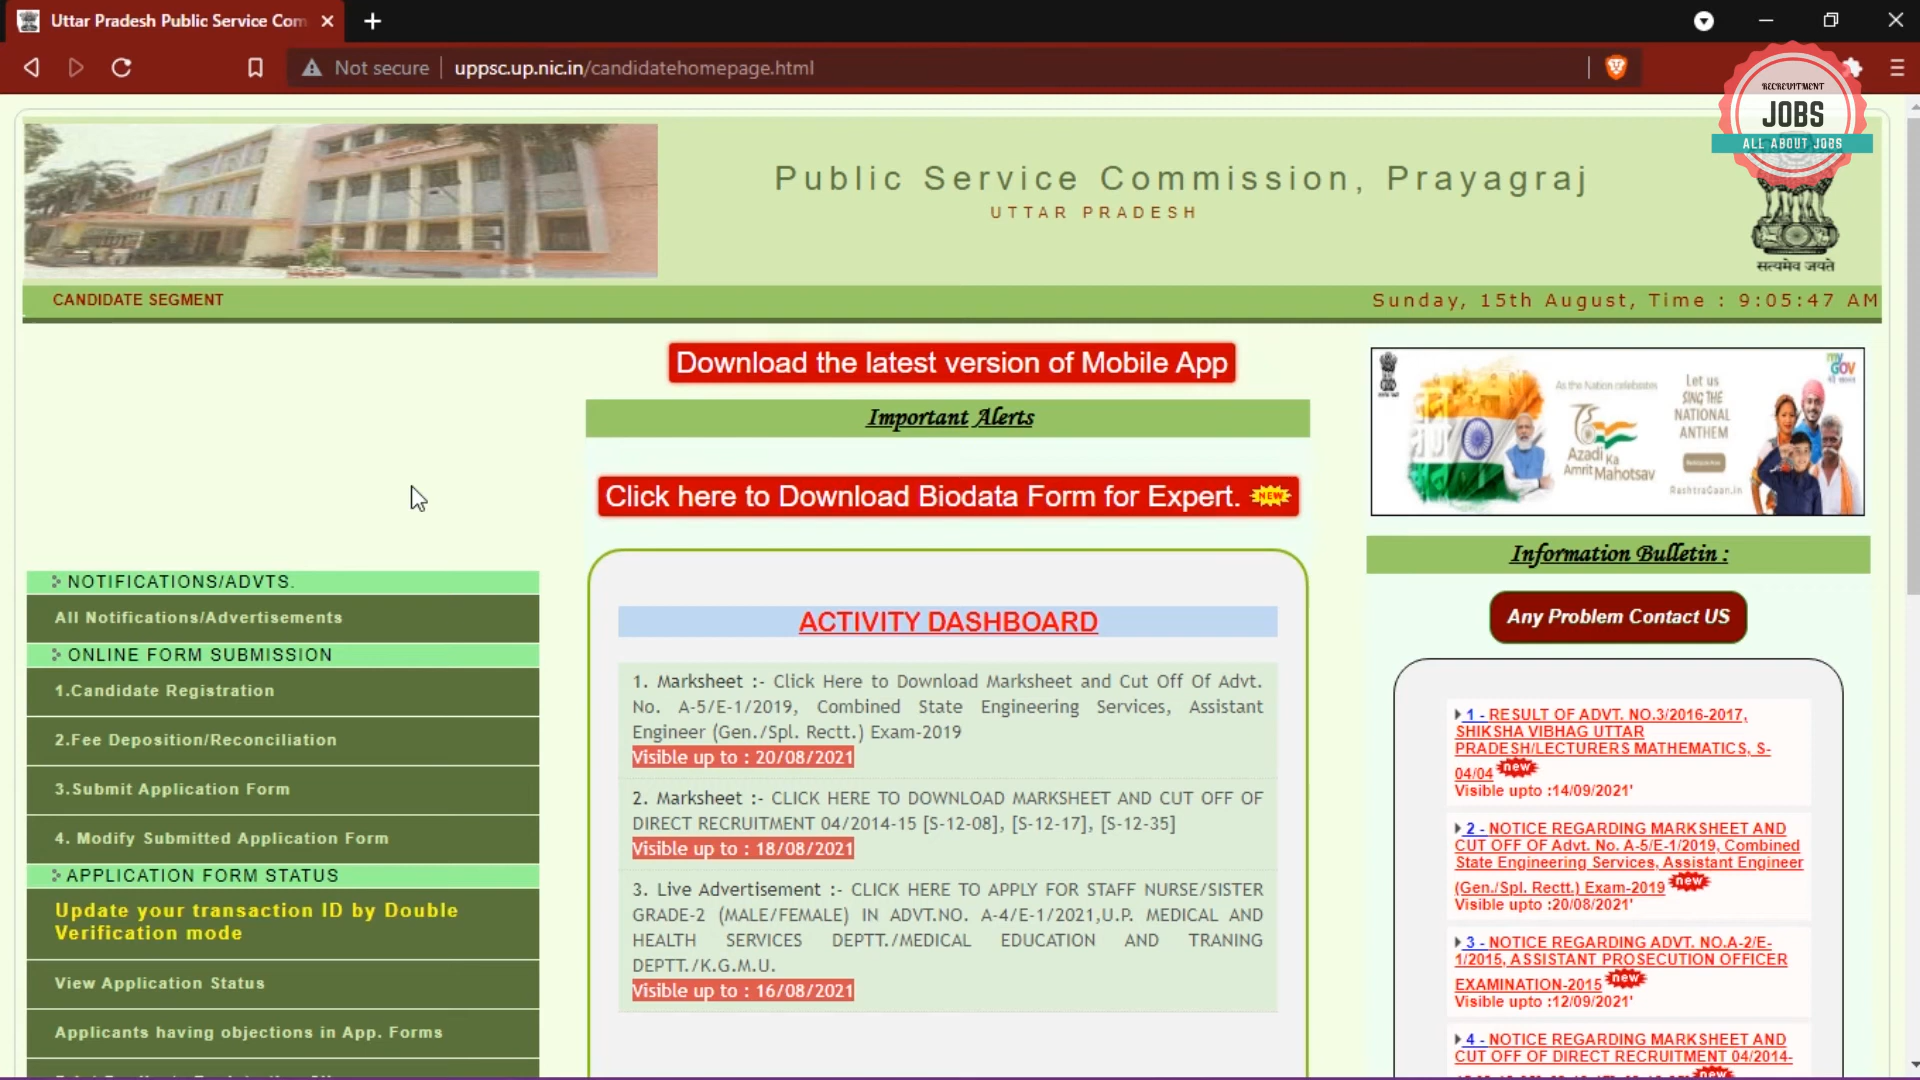 Uttar Pradesh Public Service Com
Not secure
uppsc.up.nic.in/candidatehomepage.html
RECRUITMENT
JOBS
ALL ABOUT JOBS
Public Service Commission, Prayagraj
UTTAR PRADESH
सत्यमेव जयते
CANDIDATE SEGMENT
Sunday, 15th August, Time : 9:05:47 AM
NOTIFICATIONS/ADVTS.
All Notifications/Advertisements
ONLINE FORM SUBMISSION
1.Candidate Registration
2.Fee Deposition/Reconciliation
3.Submit Application Form
4. Modify Submitted Application Form
APPLICATION FORM STATUS
Update your transaction ID by Double
Verification mode
View Application Status
Applicants having objections in App. Forms
Download the latest version of Mobile App
Important Alerts
Click here to Download Biodata Form for Expert. NEW
ACTIVITY DASHBOARD
1. Marksheet :- Click Here to Download Marksheet and Cut Off Of Advt.
No. A-5/E-1/2019, Combined State Engineering Services, Assistant
Engineer (Gen./Spl. Rectt.) Exam-2019
Visible up to : 20/08/2021
2. Marksheet :- CLICK HERE TO DOWNLOAD MARKSHEET AND CUT OFF OF
DIRECT RECRUITMENT 04/2014-15 [S-12-08], [S-12-17], [S-12-35]
Visible up to : 18/08/2021
3. Live Advertisement :- CLICK HERE TO APPLY FOR STAFF NURSE/SISTER
GRADE-2 (MALE/FEMALE) IN ADVT.NO. A-4/E-1/2021,U.P. MEDICAL AND
HEALTH SERVICES DEPTT./MEDICAL EDUCATION AND TRANING
DEPTT./K.G.M.U.
Visible up to : 16/08/2021
my
GOV
As the Nation celebrates
75
Azadi Ka
Amrit Mahotsav
Let us
SING THE
NATIONAL
ANTHEM
RashtraGaan.in
Information Bulletin :
Any Problem Contact US
1 - RESULT OF ADVT. NO.3/2016-2017,
SHIKSHA VIBHAG UTTAR
PRADESH/LECTURERS MATHEMATICS, S-
04/04 new
Visible upto :14/09/2021'
2 - NOTICE REGARDING MARKSHEET AND
CUT OFF OF Advt. No. A-5/E-1/2019, Combined
State Engineering Services, Assistant Engineer
(Gen./Spl. Rectt.) Exam-2019 new
Visible upto :20/08/2021'
3 - NOTICE REGARDING ADVT. NO.A-2/E-
1/2015, ASSISTANT PROSECUTION OFFICER
EXAMINATION-2015 new
Visible upto :12/09/2021'
4 - NOTICE REGARDING MARKSHEET AND
CUT OFF OF DIRECT RECRUITMENT 04/2014-
new